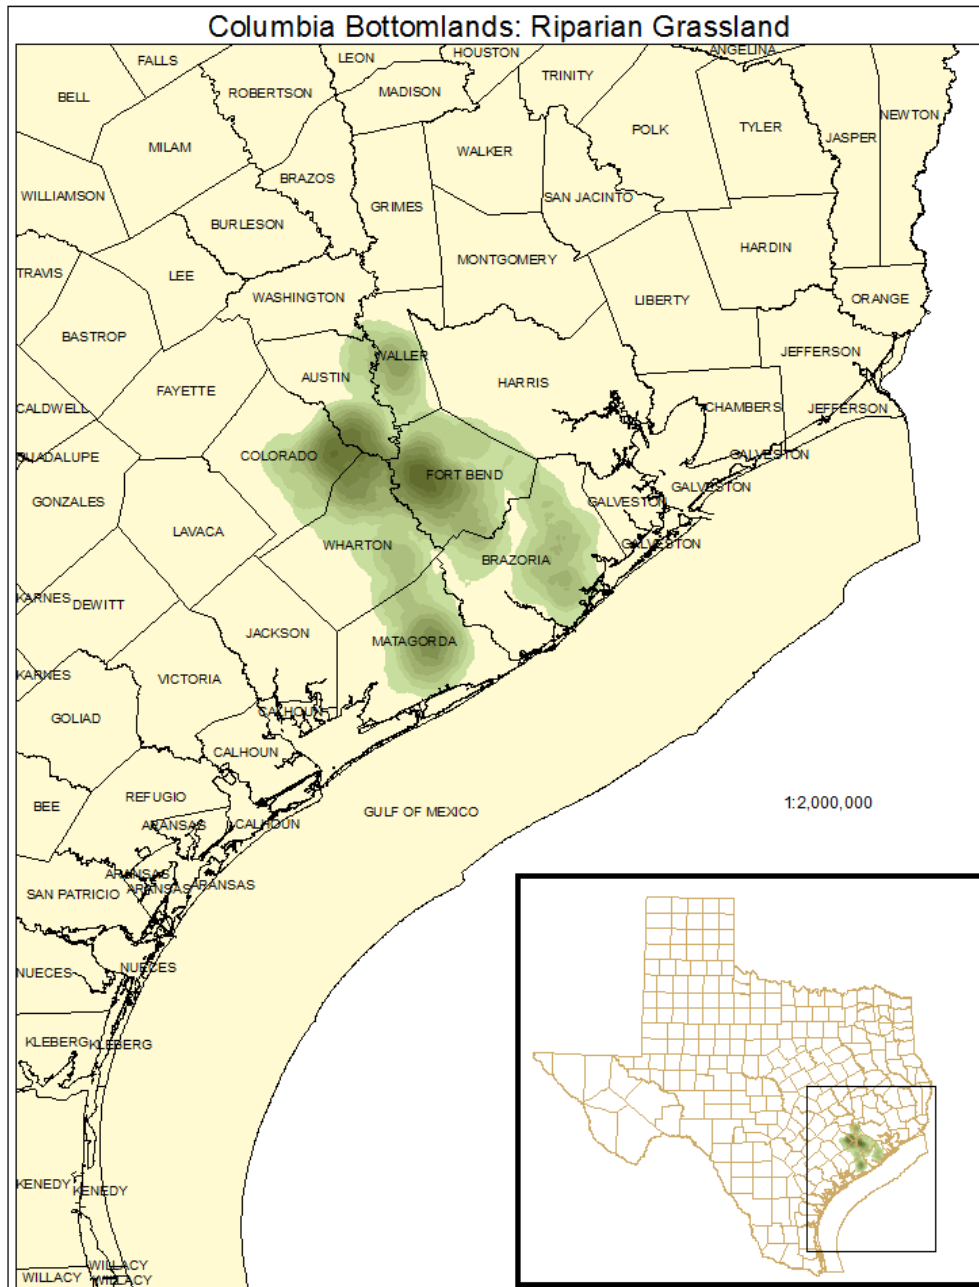 Columbia Bottomlands: Riparian Grassland
FALLS
LEON
HOUSTON
ANGELINA
BELL
ROBERTSON
MADISON
TRINITY
NEWTON
MILAM
WALKER
POLK
TYLER
JASPER
WILLIAMSON
BRAZOS
GRIMES
SAN JACINTO
BURLESON
HARDIN
TRAVIS
LEE
MONTGOMERY
WASHINGTON
LIBERTY
ORANGE
BASTROP
WALLER
JEFFERSON
FAYETTE
AUSTIN
HARRIS
CALDWELL
CHAMBERS
JEFFERSON
GUADALUPE
COLORADO
GALVESTON
FORT BEND
GONZALES
GALVESTON
GALVESTON
LAVACA
WHARTON
BRAZORIA
GALVESTON
KARNES
DEWITT
JACKSON
MATAGORDA
KARNES
VICTORIA
GOLIAD
CALHOUN
CALHOUN
BEE
REFUGIO
GULF OF MEXICO
1:2,000,000
ARANSAS
CALHOUN
ARANSAS
SAN PATRICIO
ARANSAS
ARANSAS
NUECES
NUECES
KLEBERG
KLEBERG
KENEDY
KENEDY
WILLACY
WILLACY
WILLACY